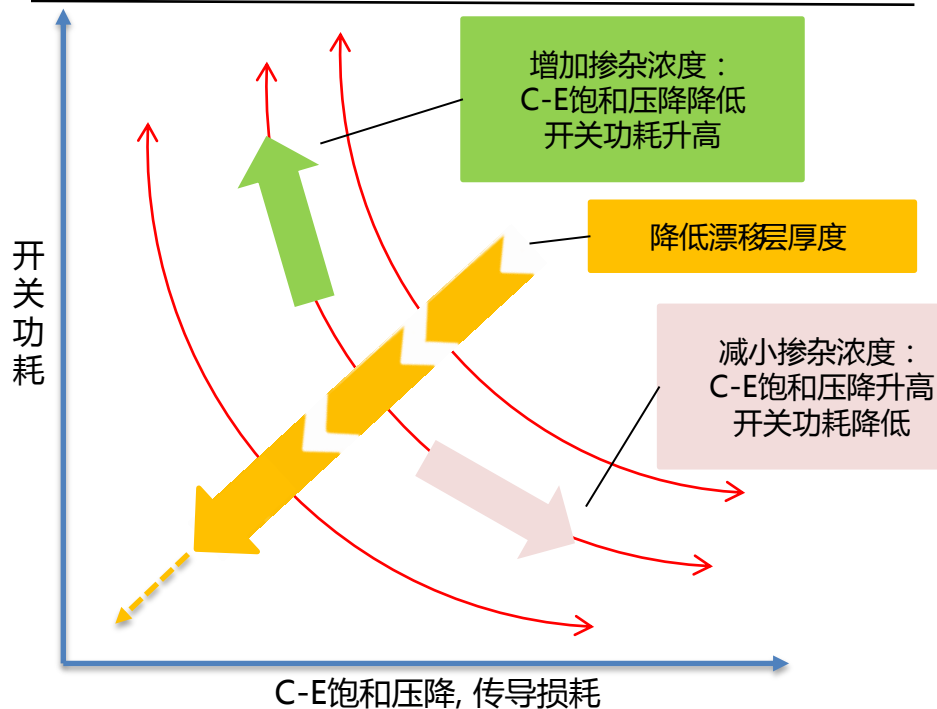 增加掺杂浓度：
C-E饱和压降降低
开关功耗升高
降低漂移层厚度
减小掺杂浓度：
C-E饱和压降升高
开关功耗降低
开关功耗
C-E饱和压降, 传导损耗